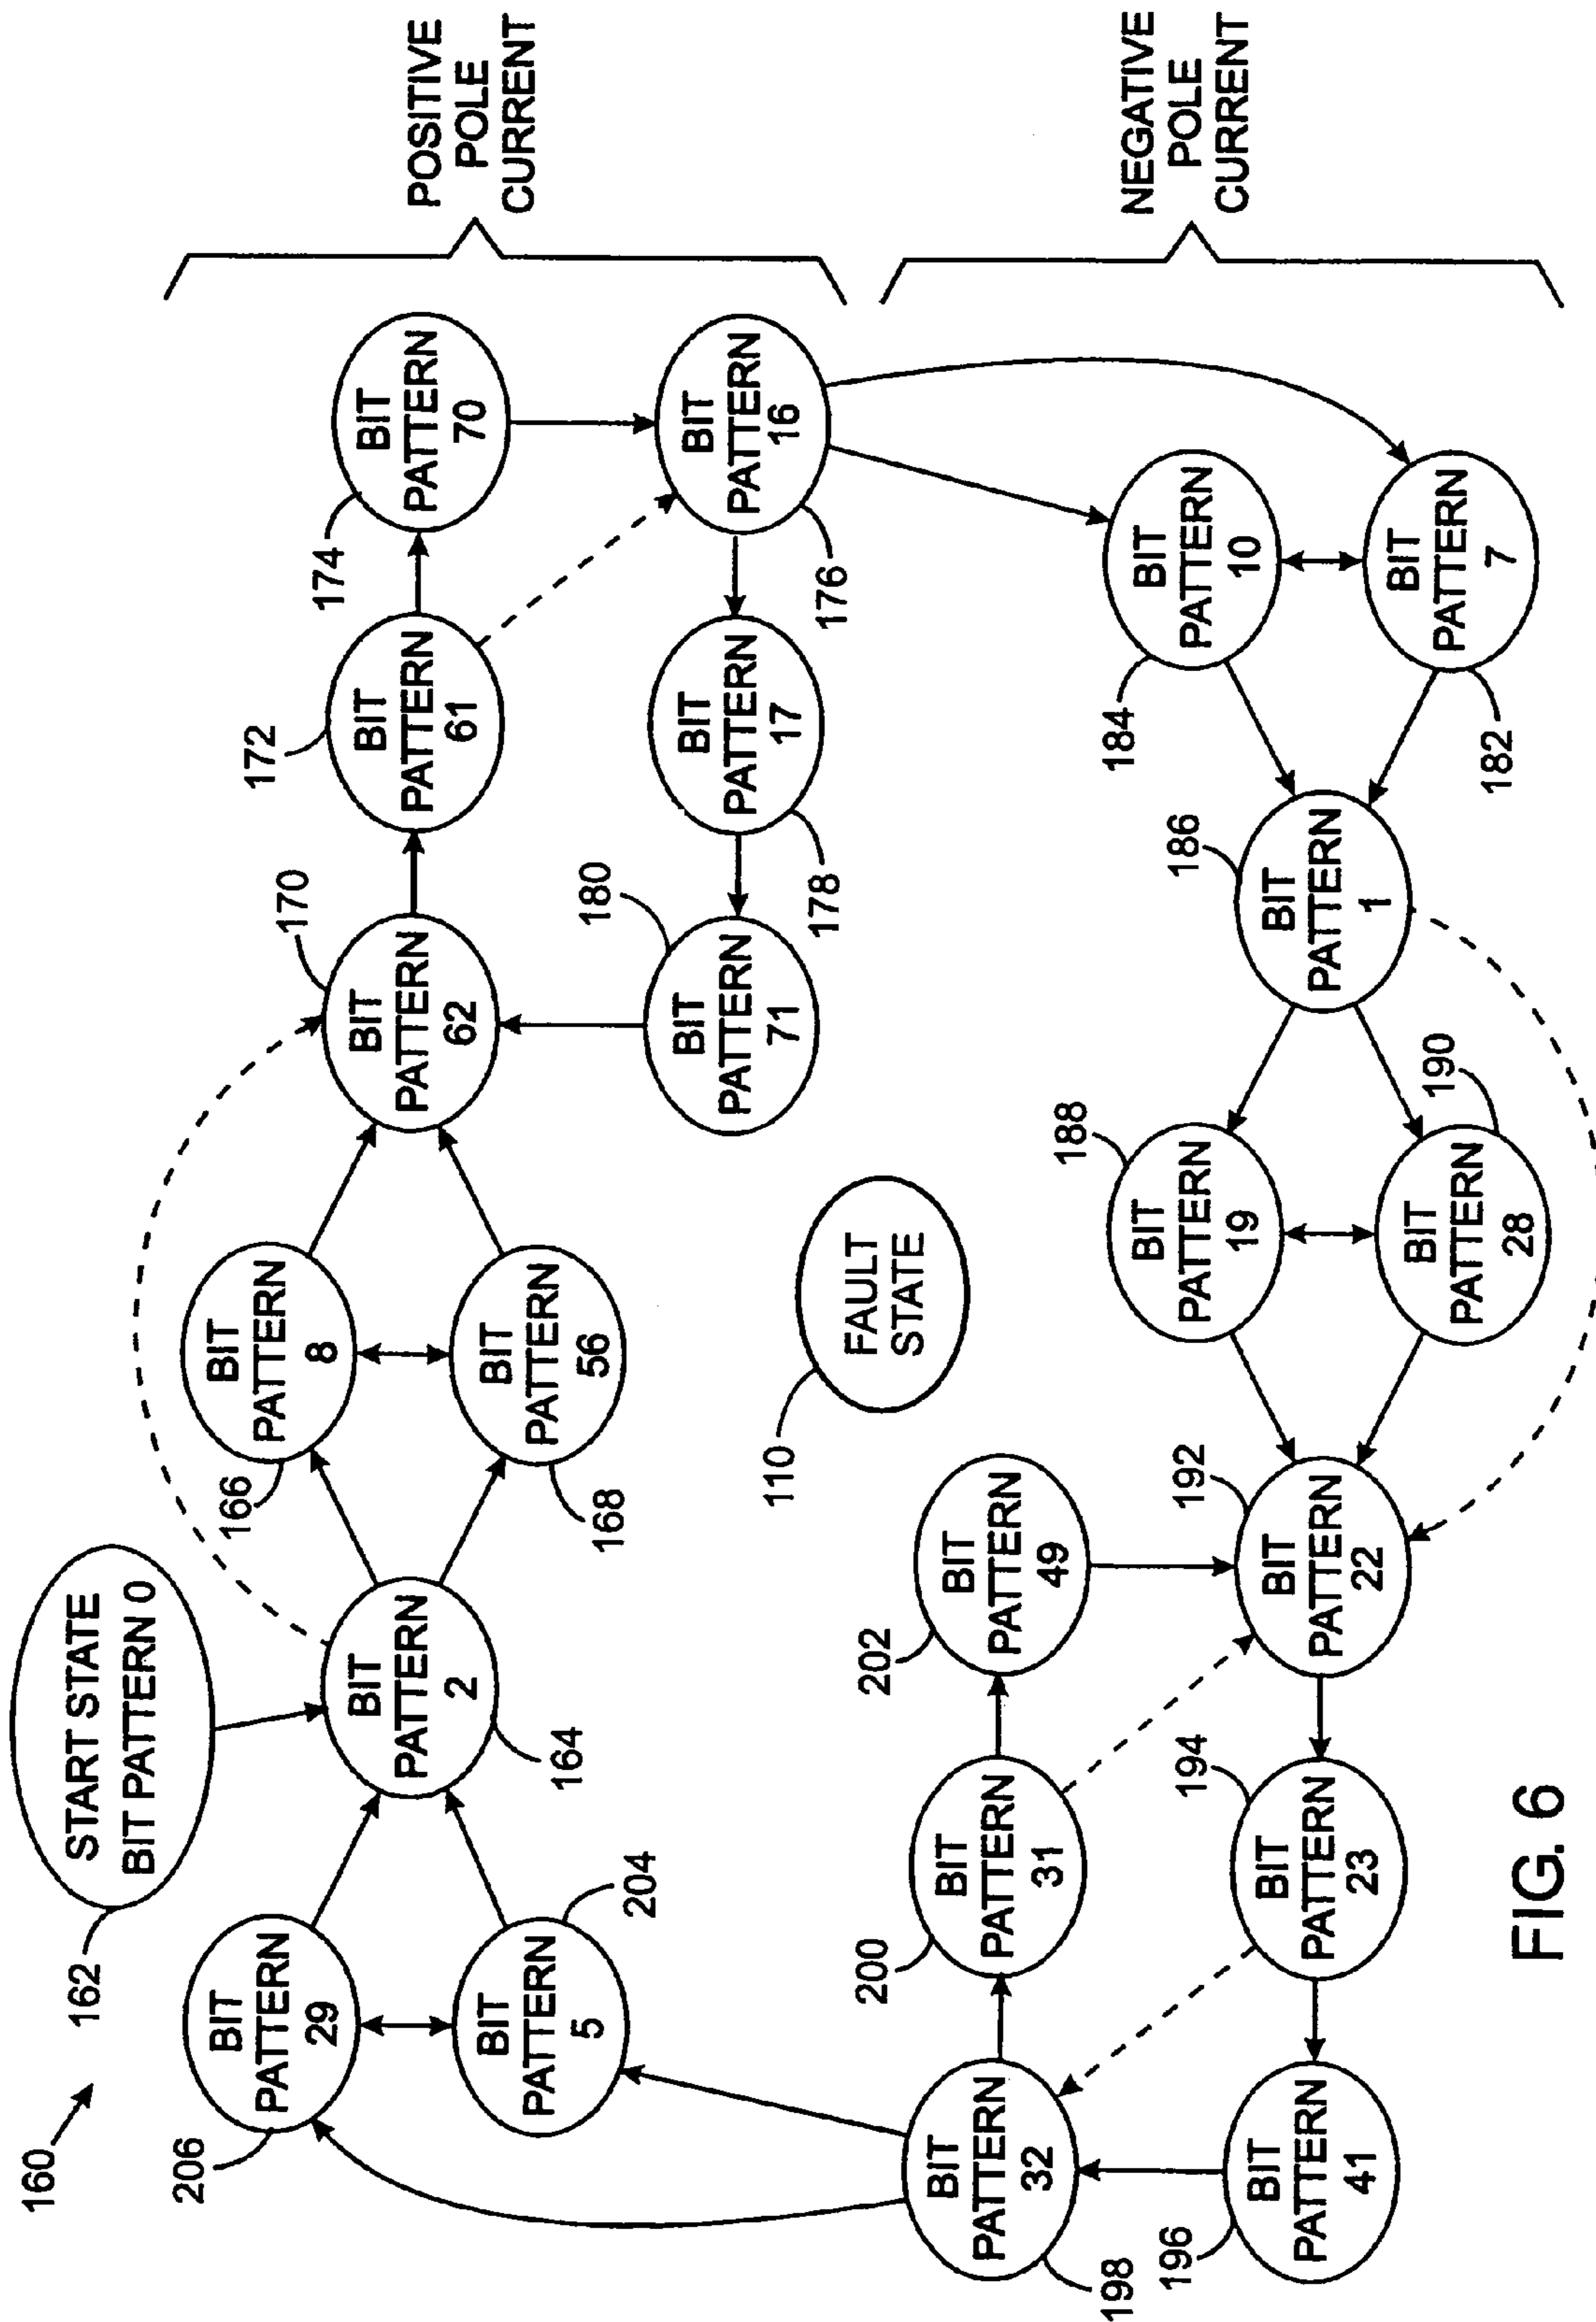 160
162
START STATE
BIT PATTERN 0
206
BIT
PATTERN
29
BIT
PATTERN
5
204
BIT
PATTERN
2
164
166
BIT
PATTERN
8
BIT
PATTERN
56
168
170
BIT
PATTERN
62
172
BIT
PATTERN
61
174
BIT
PATTERN
70
BIT
PATTERN
16
176
BIT
PATTERN
17
178
180
BIT
PATTERN
71
POSITIVE
POLE
CURRENT
110
FAULT
STATE
198
BIT
PATTERN
32
200
BIT
PATTERN
31
202
BIT
PATTERN
49
196
BIT
PATTERN
41
194
BIT
PATTERN
23
192
BIT
PATTERN
22
188
BIT
PATTERN
19
190
BIT
PATTERN
28
186
BIT
PATTERN
1
184
BIT
PATTERN
10
182
BIT
PATTERN
7
NEGATIVE
POLE
CURRENT
FIG. 6